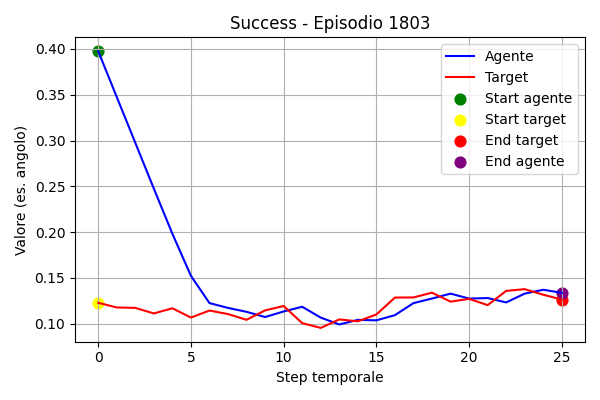 Success - Episodio 1803
Valore (es. angolo)
0.40
0.35
0.30
0.25
0.20
0.15
0.10
Agente
Target
Start agente
Start target
End target
End agente
0 5 10 15 20 25
Step temporale